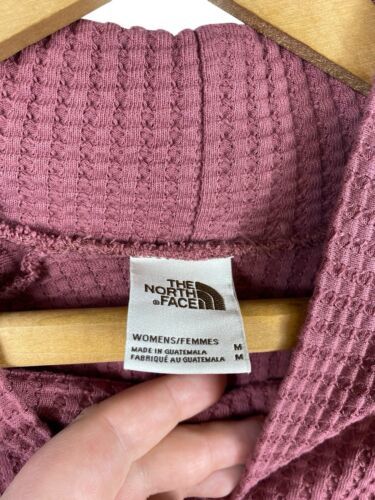 THE
NORTH
®FACE
WOMENS/FEMMES M
MADE IN GUATEMALA M
FABRIQUÉ AU GUATEMALA